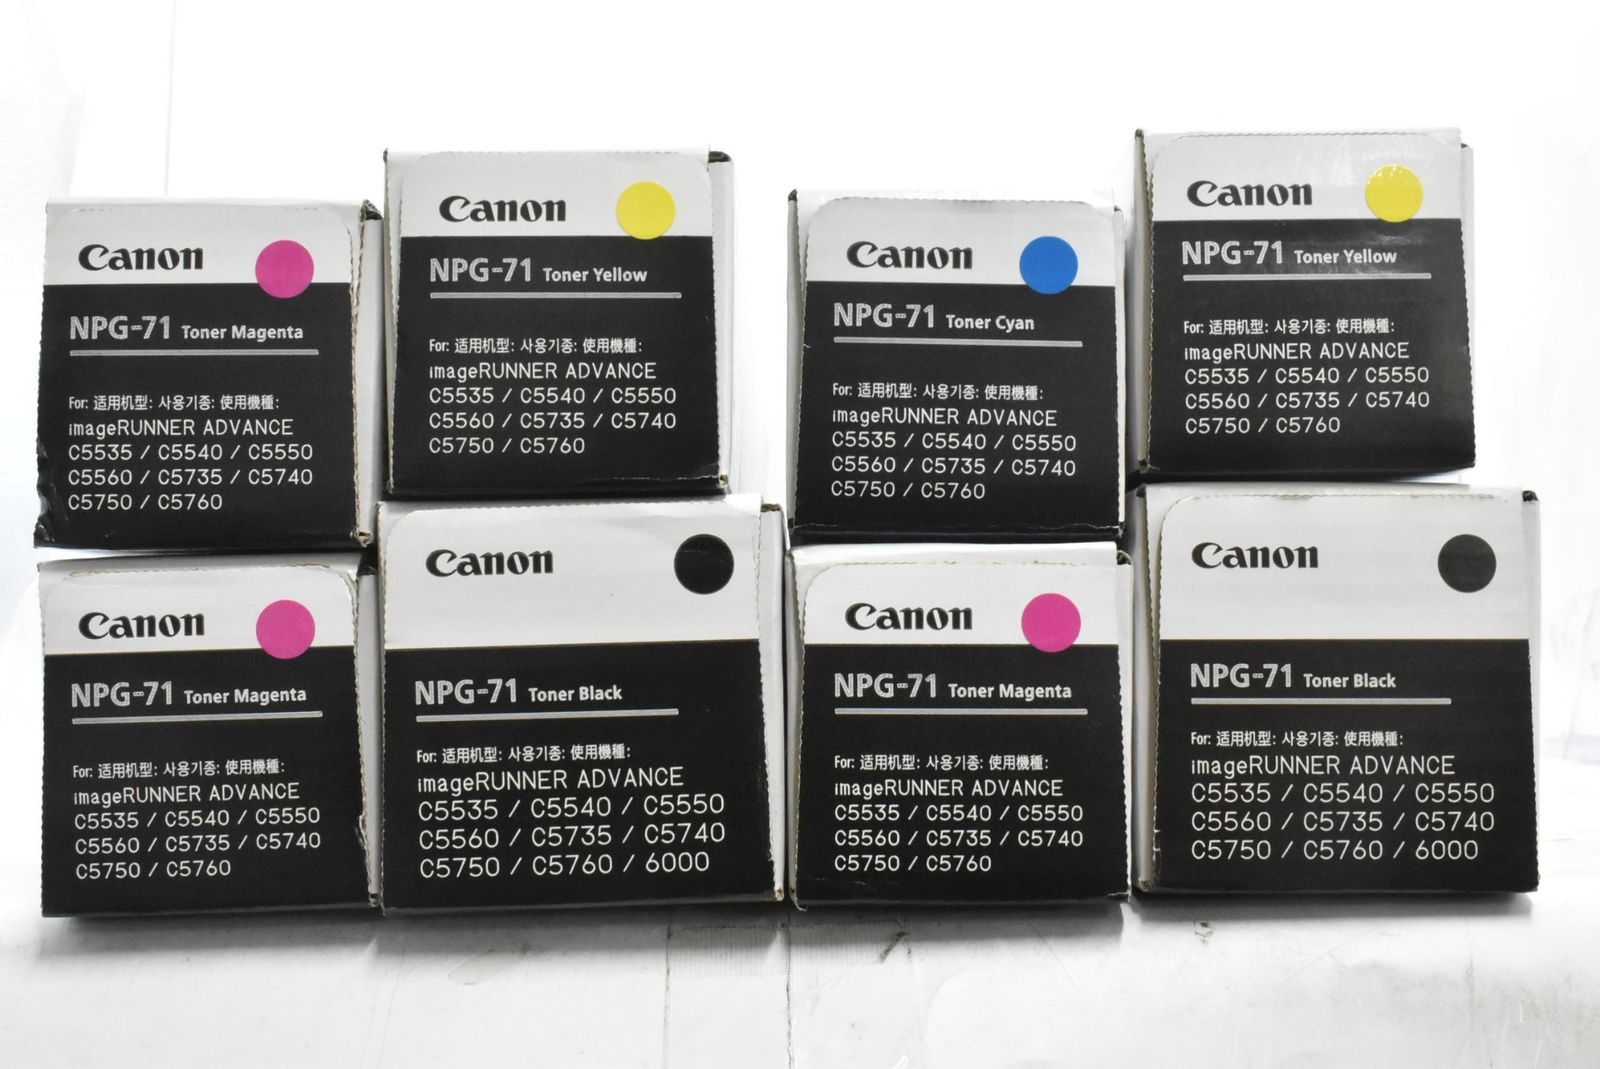 Canon
NPG-71 Toner Magenta
For: 适用机型: 사용기종: 使用機種:
imageRUNNER ADVANCE
C5535 / C5540 / C5550
C5560 / C5735 / C5740
C5750 / C5760
Canon
NPG-71 Toner Yellow
For: 适用机型: 사용기종: 使用機種:
imageRUNNER ADVANCE
C5535 / C5540 / C5550
C5560 / C5735 / C5740
C5750 / C5760
Canon
NPG-71 Toner Cyan
For: 适用机型: 사용기종: 使用機種:
imageRUNNER ADVANCE
C5535 / C5540 / C5550
C5560 / C5735 / C5740
C5750 / C5760
Canon
NPG-71 Toner Yellow
For: 适用机型: 사용기종: 使用機種:
imageRUNNER ADVANCE
C5535 / C5540 / C5550
C5560 / C5735 / C5740
C5750 / C5760
Canon
NPG-71 Toner Magenta
For: 适用机型: 사용기종: 使用機種:
imageRUNNER ADVANCE
C5535 / C5540 / C5550
C5560 / C5735 / C5740
C5750 / C5760
Canon
NPG-71 Toner Black
For: 适用机型: 사용기종: 使用機種:
imageRUNNER ADVANCE
C5535 / C5540 / C5550
C5560 / C5735 / C5740
C5750 / C5760 / 6000
Canon
NPG-71 Toner Magenta
For: 适用机型: 사용기종: 使用機種:
imageRUNNER ADVANCE
C5535 / C5540 / C5550
C5560 / C5735 / C5740
C5750 / C5760
Canon
NPG-71 Toner Black
For: 适用机型: 사용기종: 使用機種:
imageRUNNER ADVANCE
C5535 / C5540 / C5550
C5560 / C5735 / C5740
C5750 / C5760 / 6000